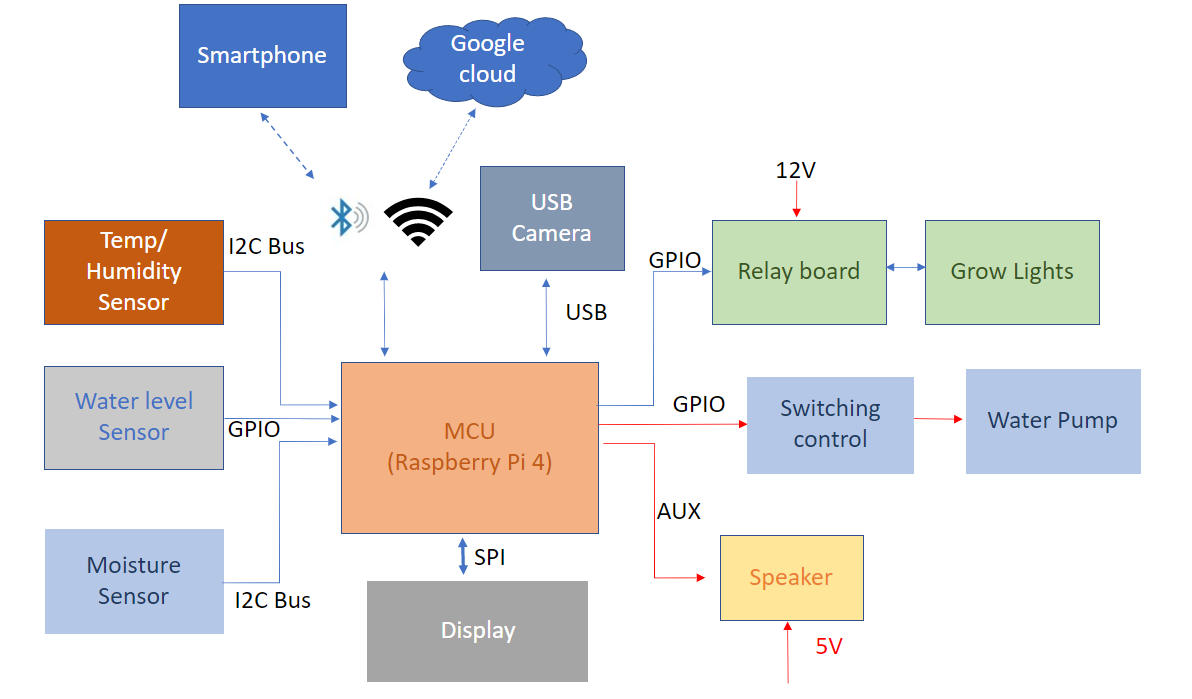 Smartphone
Google
cloud
12V
USB
Camera
Temp/
Humidity
Sensor
I2C Bus
GPIO
Relay board
Grow Lights
USB
Water level
Sensor
GPIO
MCU
(Raspberry Pi 4)
GPIO
Switching
control
Water Pump
AUX
Moisture
Sensor
I2C Bus
SPI
Display
Speaker
5V